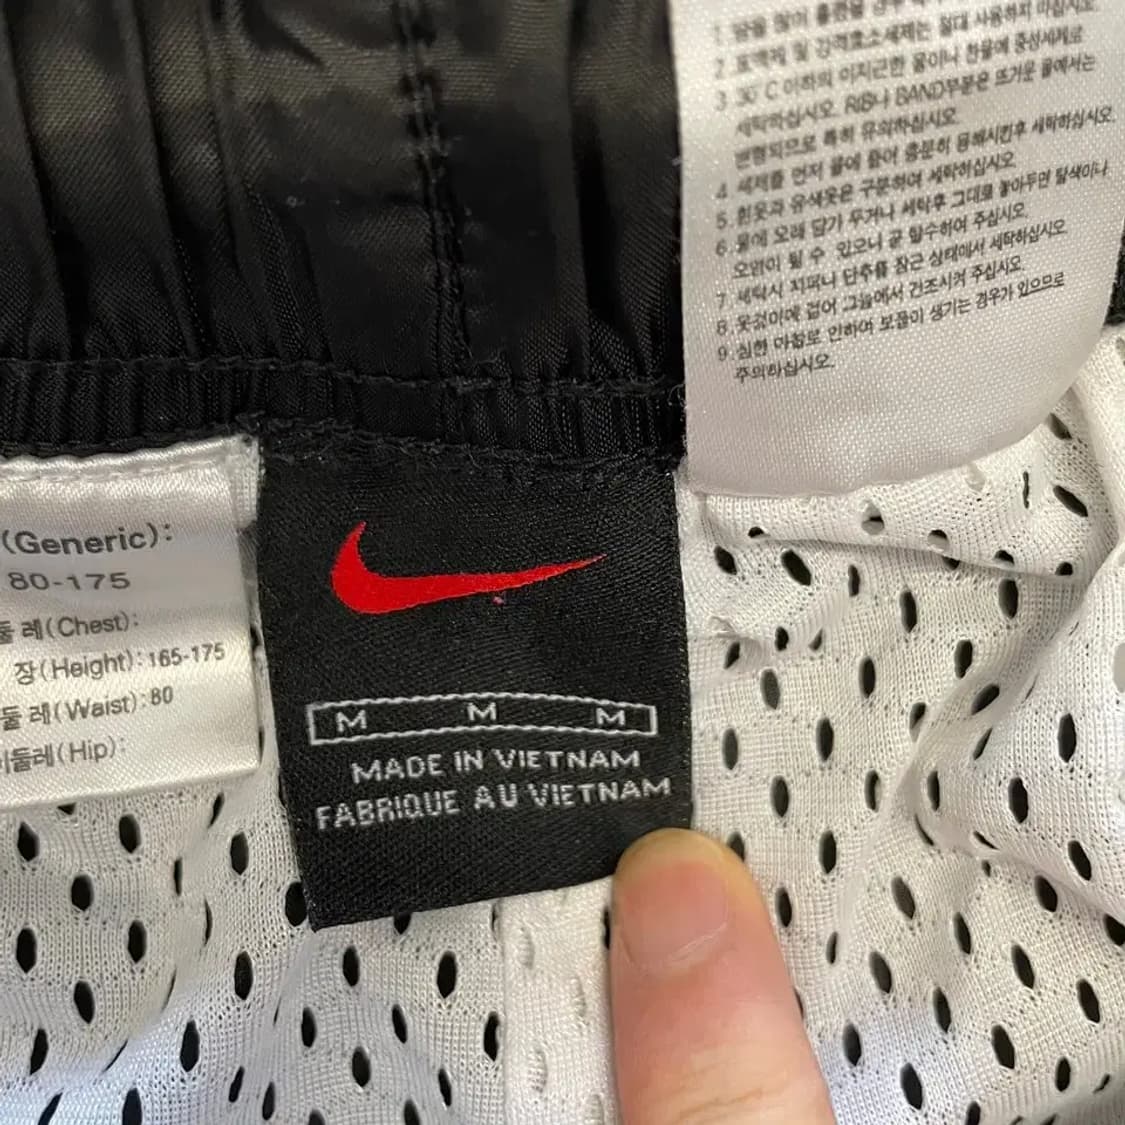 1. 땀을 많이 흘렸을 경우
2. 표백제 및 강력효소세제는 절대 사용하지 마십시오.
3. 30°C 이하의 미지근한 물이나 찬물에 중성세제로
세탁하십시오. RIB나 BAND부분은 뜨거운 물에서는
변형되므로 특히 유의하십시오.
4. 세제를 먼저 물에 풀어 충분히 용해시킨후 세탁하십시오.
5. 흰옷과 유색옷은 구분하여 세탁하십시오.
6. 물에 오래 담가 두거나 세탁후 그대로 놓아두면 탈색이나
오염이 될 수 있으니 곧 탈수하여 주십시오.
7. 세탁시 지퍼나 단추를 잠근 상태에서 세탁하십시오.
8. 옷걸이에 걸어 그늘에서 건조시켜 주십시오.
9. 심한 마찰로 인하여 보풀이 생기는 경우가 있으므로
주의하십시오.
(Generic):
80-175
둘 레(Chest):
장(Height):165-175
둘 레(Waist):80
이둘레(Hip):
M M M
MADE IN VIETNAM
FABRIQUE AU VIETNAM